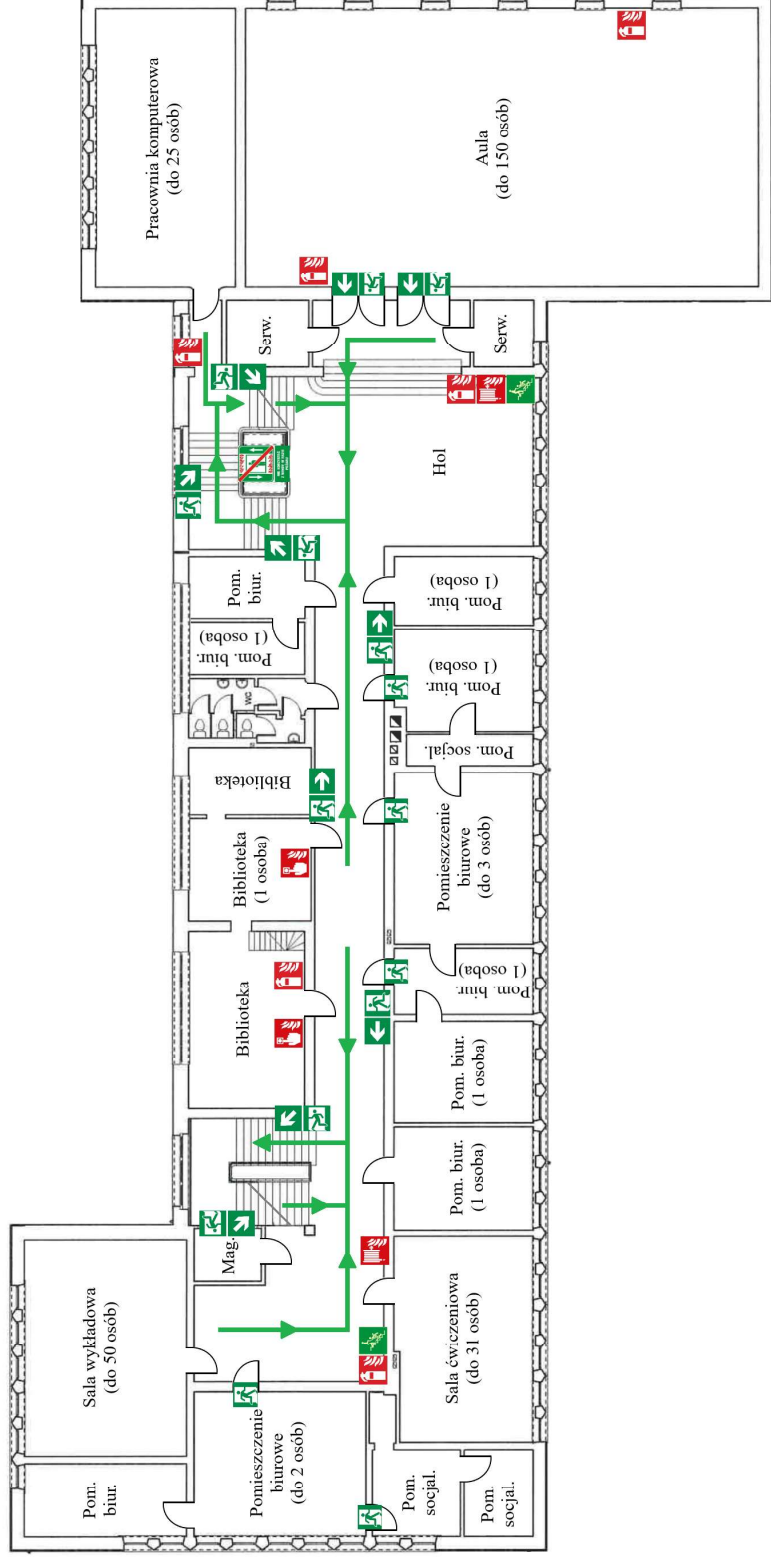 Sala wykładowa
(do 50 osób)
Pom.
biur.
Pomieszczenie
biurowe
(do 2 osób)
Pom.
socjal.
Pom.
socjal.
Mag.
Sala ćwiczeniowa
(do 31 osób)
Pom. biur.
(1 osoba)
Pom. biur.
(1 osoba)
Pom. biur.
(1 osoba)
Biblioteka
Biblioteka
(1 osoba)
Biblioteka
Pomieszczenie
biurowe
(do 3 osób)
Pom. socjal.
WC
Pom. biur.
(1 osoba)
Pom.
biur.
Pom. biur.
(1 osoba)
Pom. biur.
(1 osoba)
Hol
Serw.
Serw.
Pracownia komputerowa
(do 25 osób)
Aula
(do 150 osób)